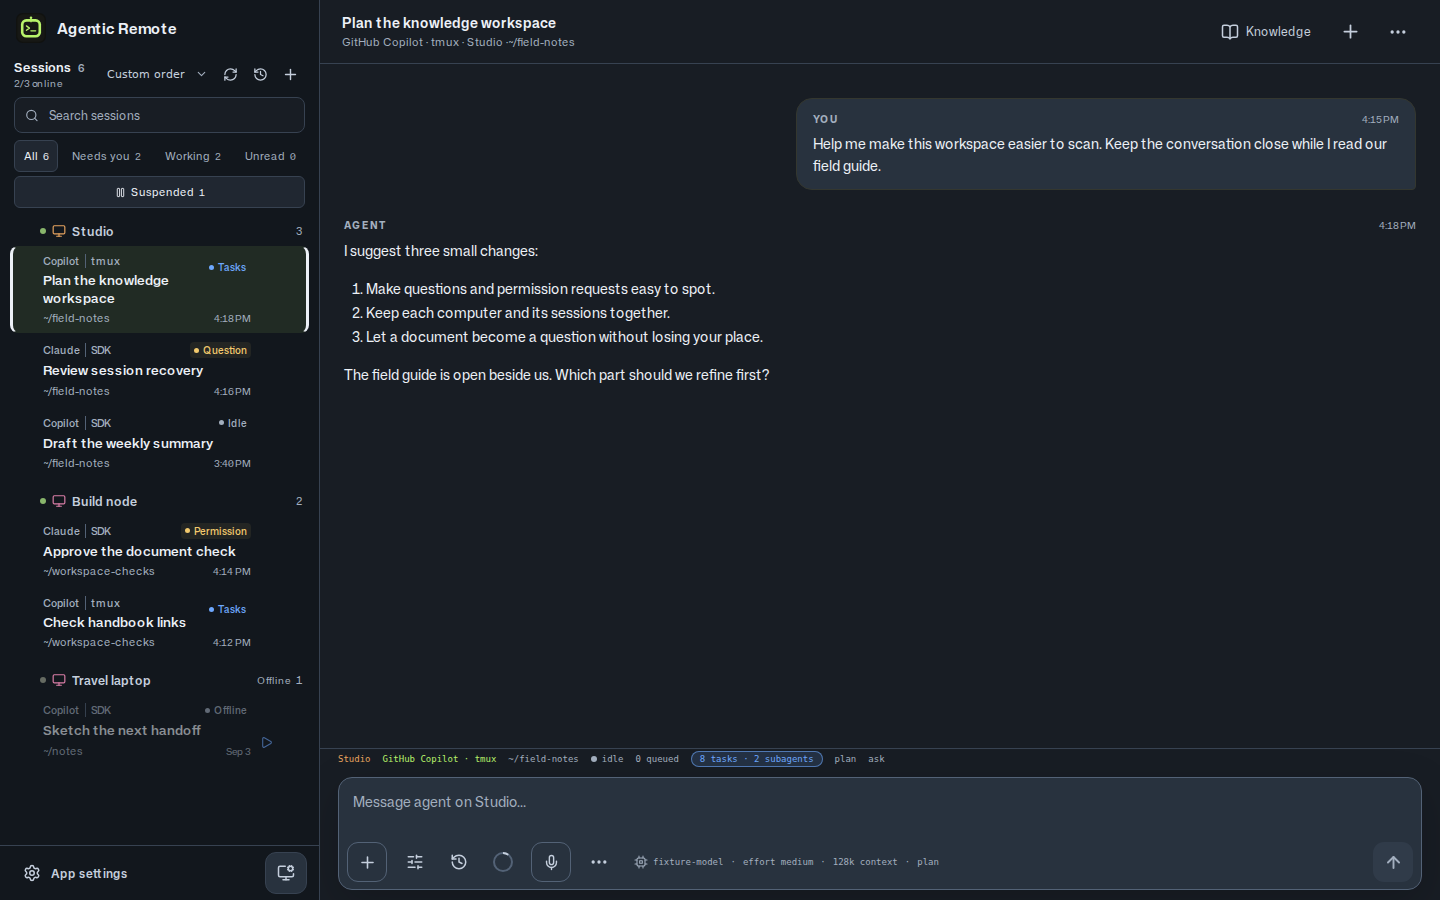 Agentic Remote
Sessions 6
2/3 online
Custom order
Search sessions
All 6
Needs you 2
Working 2
Unread 0
Suspended 1
Studio 3
Copilot | tmux
Tasks
Plan the knowledge
workspace
~/field-notes 4:18 PM
Claude | SDK
Question
Review session recovery
~/field-notes 4:16 PM
Copilot | SDK
Idle
Draft the weekly summary
~/field-notes 3:40 PM
Build node 2
Claude | SDK
Permission
Approve the document check
~/workspace-checks 4:14 PM
Copilot | tmux
Tasks
Check handbook links
~/workspace-checks 4:12 PM
Travel laptop Offline 1
Copilot | SDK
Offline
Sketch the next handoff
~/notes Sep 3
App settings
Plan the knowledge workspace
GitHub Copilot · tmux · Studio · ~/field-notes
Knowledge
YOU 4:15 PM
Help me make this workspace easier to scan. Keep the conversation close while I read our
field guide.
AGENT 4:18 PM
I suggest three small changes:
1. Make questions and permission requests easy to spot.
2. Keep each computer and its sessions together.
3. Let a document become a question without losing your place.
The field guide is open beside us. Which part should we refine first?
Studio GitHub Copilot · tmux ~/field-notes idle 0 queued 8 tasks · 2 subagents plan ask
Message agent on Studio...
fixture-model · effort medium · 128k context · plan